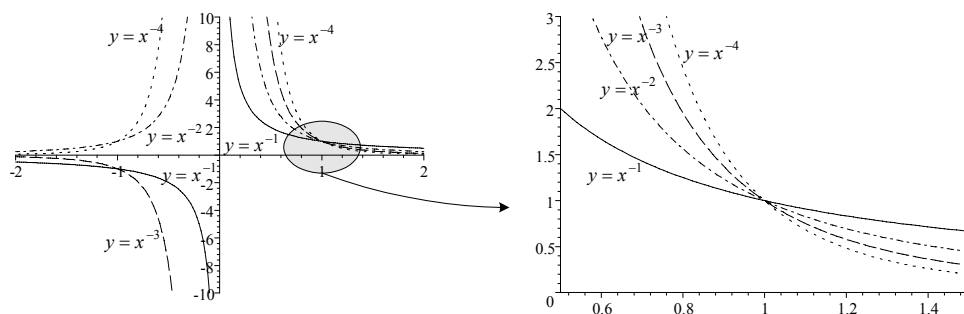 y = x⁻⁴
y = x⁻⁴
y = x⁻²
y = x⁻¹
y = x⁻¹
y = x⁻³
10
8
6
4
2
-2
-4
-6
-8
-10
-2
-1
1
2
y = x⁻³
y = x⁻⁴
y = x⁻²
y = x⁻¹
3
2.5
2
1.5
1
0.5
0
0.6
0.8
1
1.2
1.4